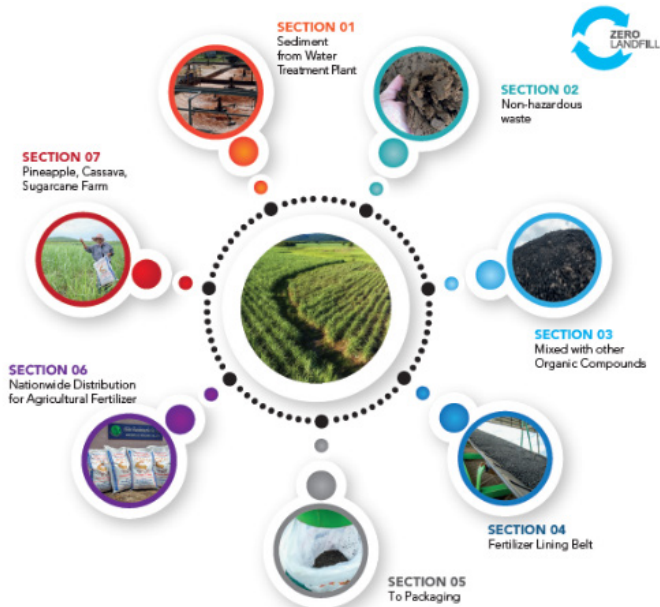 SECTION 01
Sediment
from Water
Treatment Plant
ZERO
LANDFILL
SECTION 02
Non-hazardous
waste
SECTION 07
Pineapple, Cassava,
Sugarcane Farm
SECTION 03
Mixed with other
Organic Compounds
SECTION 06
Nationwide Distribution
for Agricultural Fertilizer
SECTION 04
Fertilizer Lining Belt
SECTION 05
To Packaging